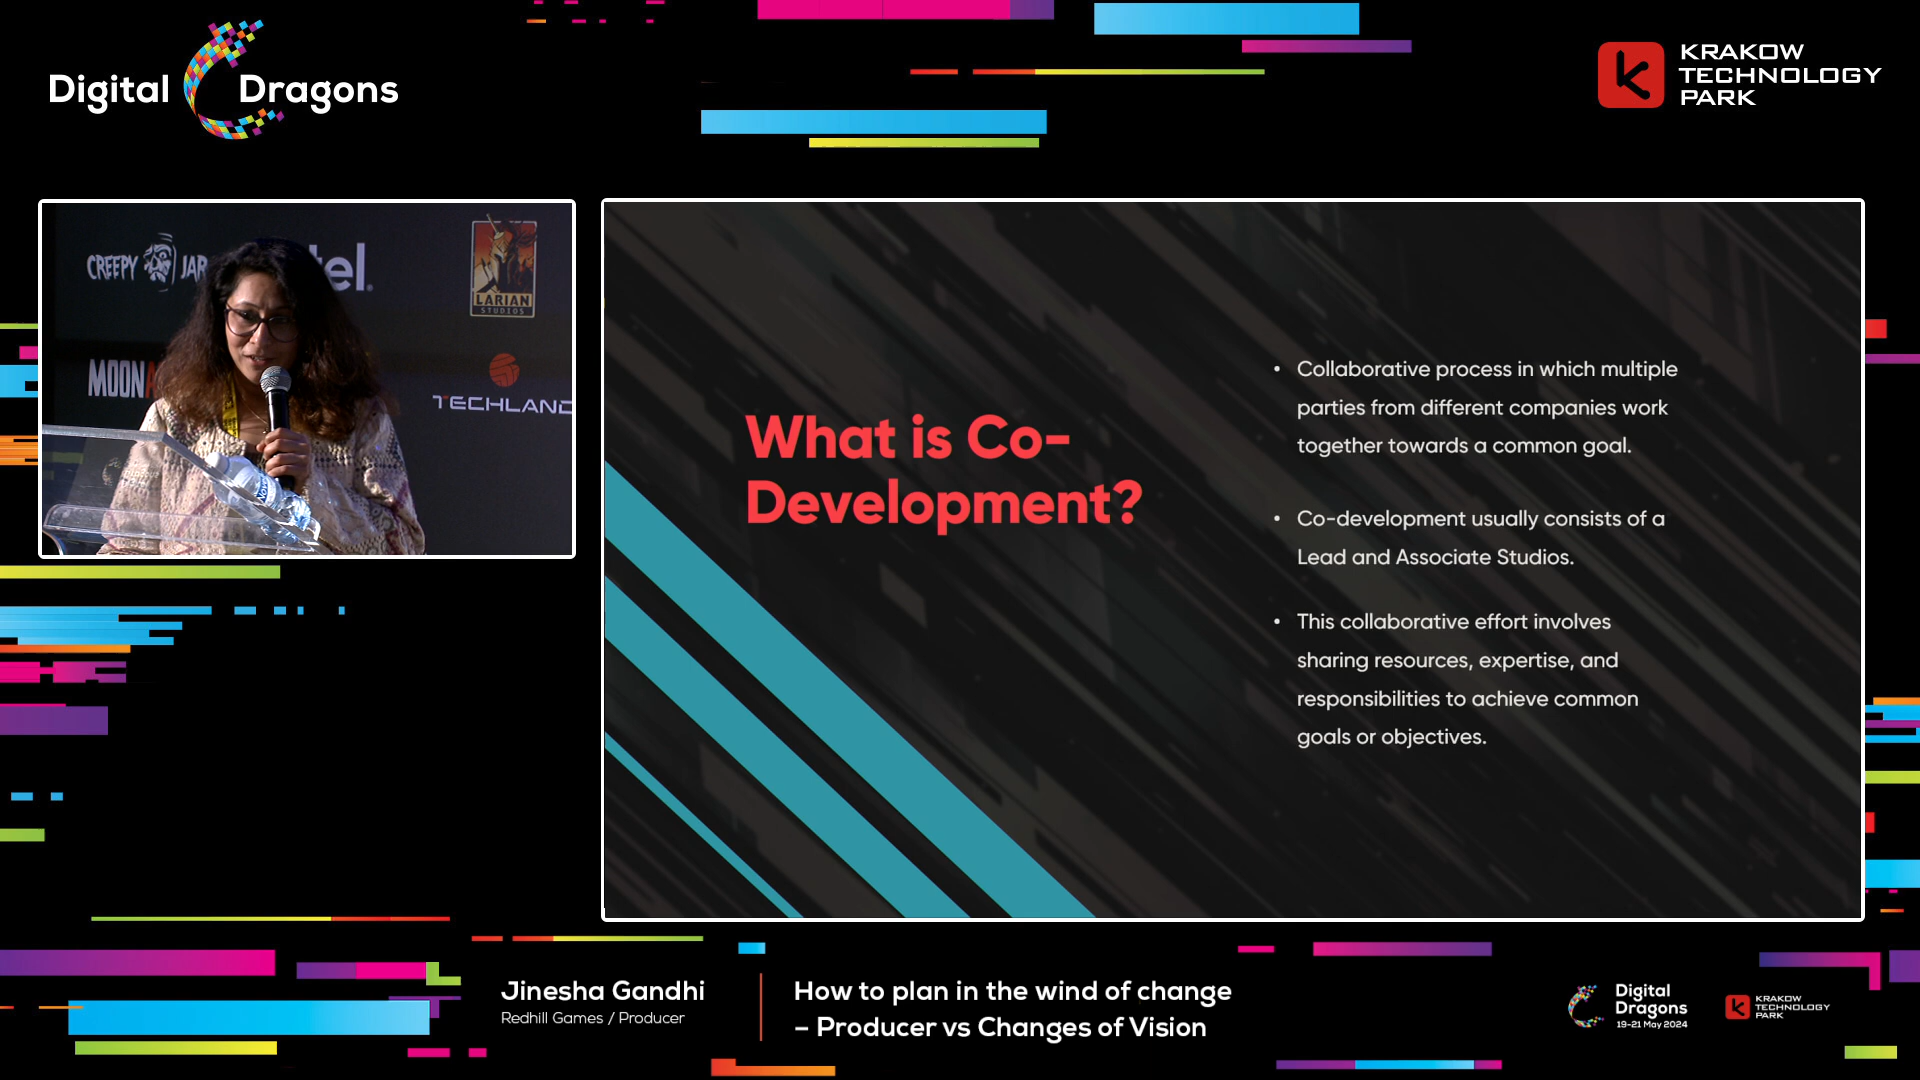 Digital Dragons
KRAKOW
TECHNOLOGY
PARK
CREEPY JAR
tel.
LARIAN
STUDIOS
MOON
TECHLAND
What is Co-
Development?
• Collaborative process in which multiple
parties from different companies work
together towards a common goal.
• Co-development usually consists of a
Lead and Associate Studios.
• This collaborative effort involves
sharing resources, expertise, and
responsibilities to achieve common
goals or objectives.
Jinesha Gandhi
Redhill Games / Producer
How to plan in the wind of change
– Producer vs Changes of Vision
Digital
Dragons
19-21 May 2024
KRAKOW
TECHNOLOGY
PARK